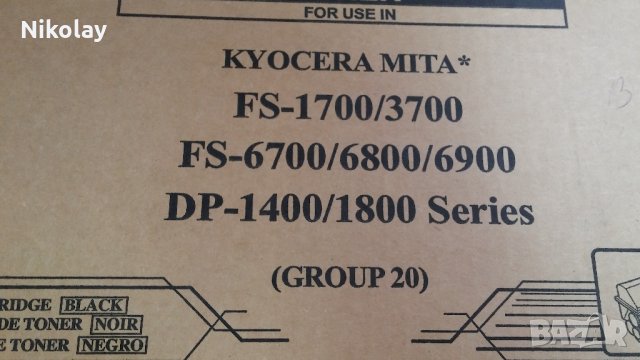 Nikolay
FOR USE IN
KYOCERA MITA*
FS-1700/3700
FS-6700/6800/6900
DP-1400/1800 Series
(GROUP 20)
RIDGE BLACK
DE TONER NOIR
E TONER NEGRO
BAZAR